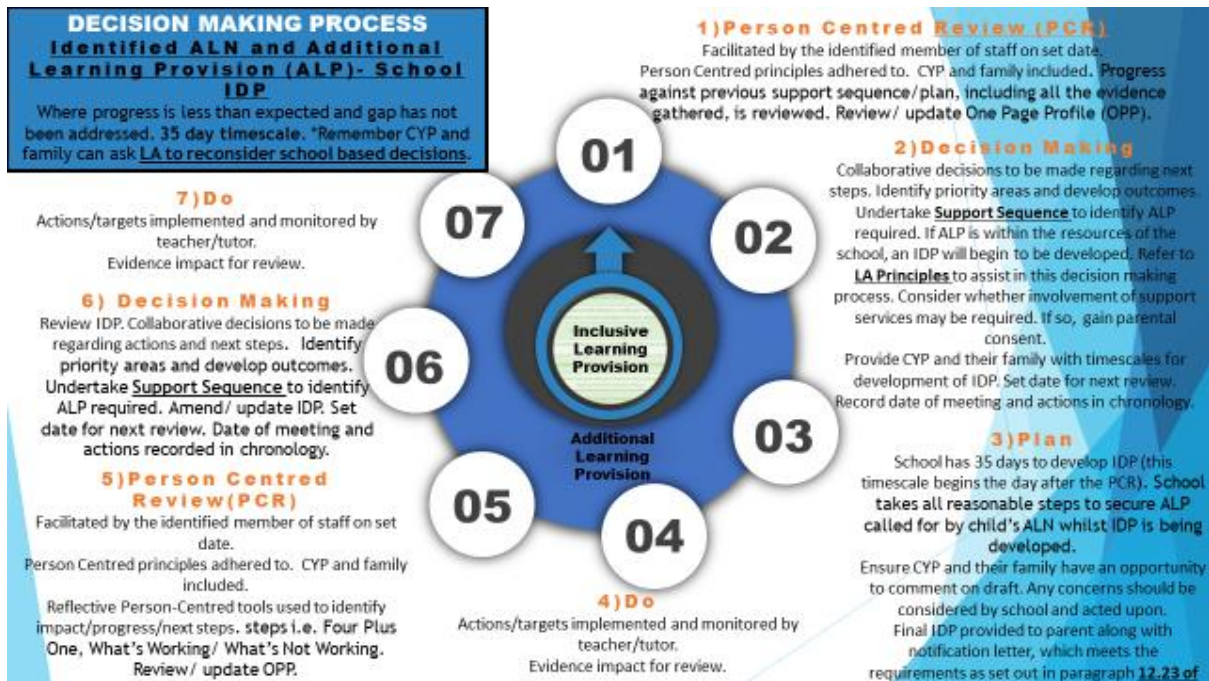 DECISION MAKING PROCESS
Identified ALN and Additional
Learning Provision (ALP)- School
IDP
Where progress is less than expected and gap has not
been addressed. 35 day timescale. *Remember CYP and
family can ask LA to reconsider school based decisions.
1)Person Centred Review (PCR)
Facilitated by the identified member of staff on set date.
Person Centred principles adhered to. CYP and family included. Progress
against previous support sequence/plan, including all the evidence
gathered, is reviewed. Review/ update One Page Profile (OPP).
2)Decision Making
Collaborative decisions to be made regarding next
steps. Identify priority areas and develop outcomes.
Undertake Support Sequence to identify ALP
required. If ALP is within the resources of the
school, an IDP will begin to be developed. Refer to
LA Principles to assist in this decision making
process. Consider whether involvement of support
services may be required. If so, gain parental
consent.
Provide CYP and their family with timescales for
development of IDP. Set date for next review.
Record date of meeting and actions in chronology.
3)Plan
School has 35 days to develop IDP (this
timescale begins the day after the PCR). School
takes all reasonable steps to secure ALP
called for by child's ALN whilst IDP is being
developed.
Ensure CYP and their family have an opportunity
to comment on draft. Any concerns should be
considered by school and acted upon.
Final IDP provided to parent along with
notification letter, which meets the
requirements as set out in paragraph 12.23 of
4)Do
Actions/targets implemented and monitored by
teacher/tutor.
Evidence impact for review.
5)Person Centred
Review(PCR)
Facilitated by the identified member of staff on set
date.
Person Centred principles adhered to. CYP and family
included.
Reflective Person-Centred tools used to identify
impact/progress/next steps. steps i.e. Four Plus
One, What's Working/ What's Not Working.
Review/ update OPP.
6) Decision Making
Review IDP. Collaborative decisions to be made
regarding actions and next steps. Identify
priority areas and develop outcomes.
Undertake Support Sequence to identify
ALP required. Amend/ update IDP. Set
date for next review. Date of meeting and
actions recorded in chronology.
7)Do
Actions/targets implemented and monitored by
teacher/tutor.
Evidence impact for review.
01
02
03
04
05
06
07
Inclusive
Learning
Provision
Additional
Learning
Provision